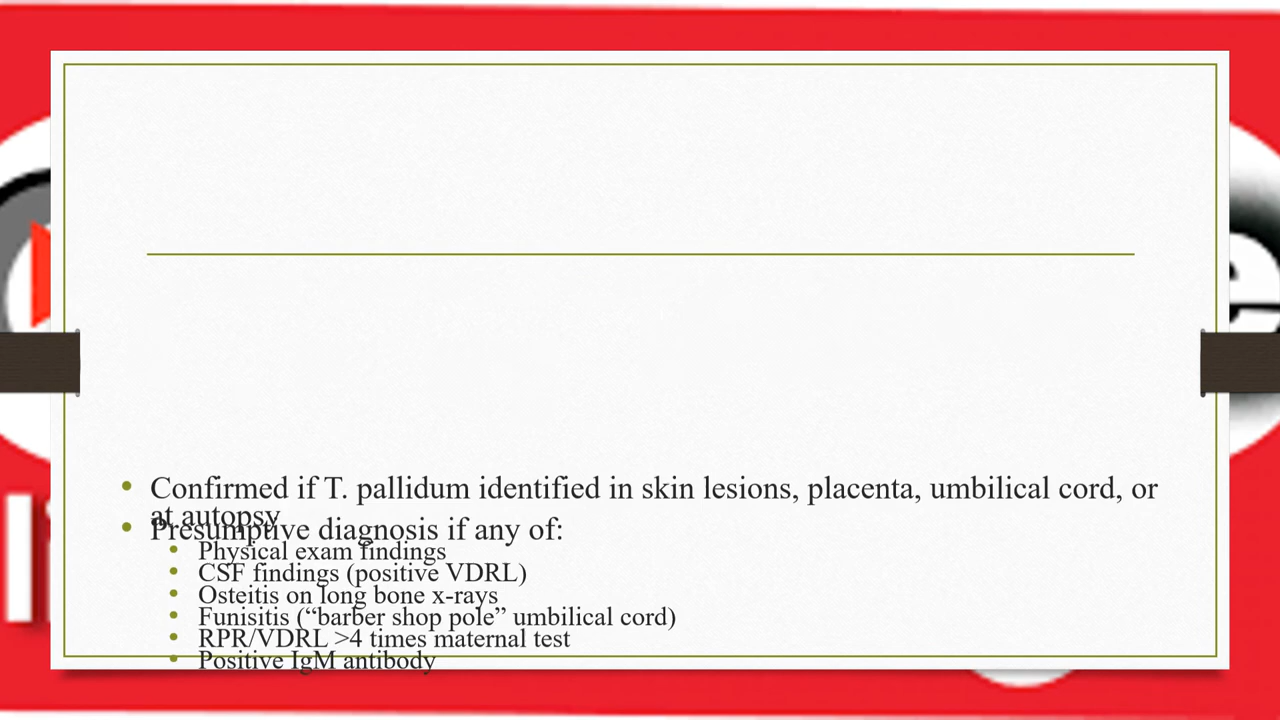 Confirmed if T. pallidum identified in skin lesions, placenta, umbilical cord, or
at autopsy
Presumptive diagnosis if any of:
Physical exam findings
CSF findings (positive VDRL)
Osteitis on long bone x-rays
Funisitis (“barber shop pole” umbilical cord)
RPR/VDRL >4 times maternal test
Positive IgM antibody